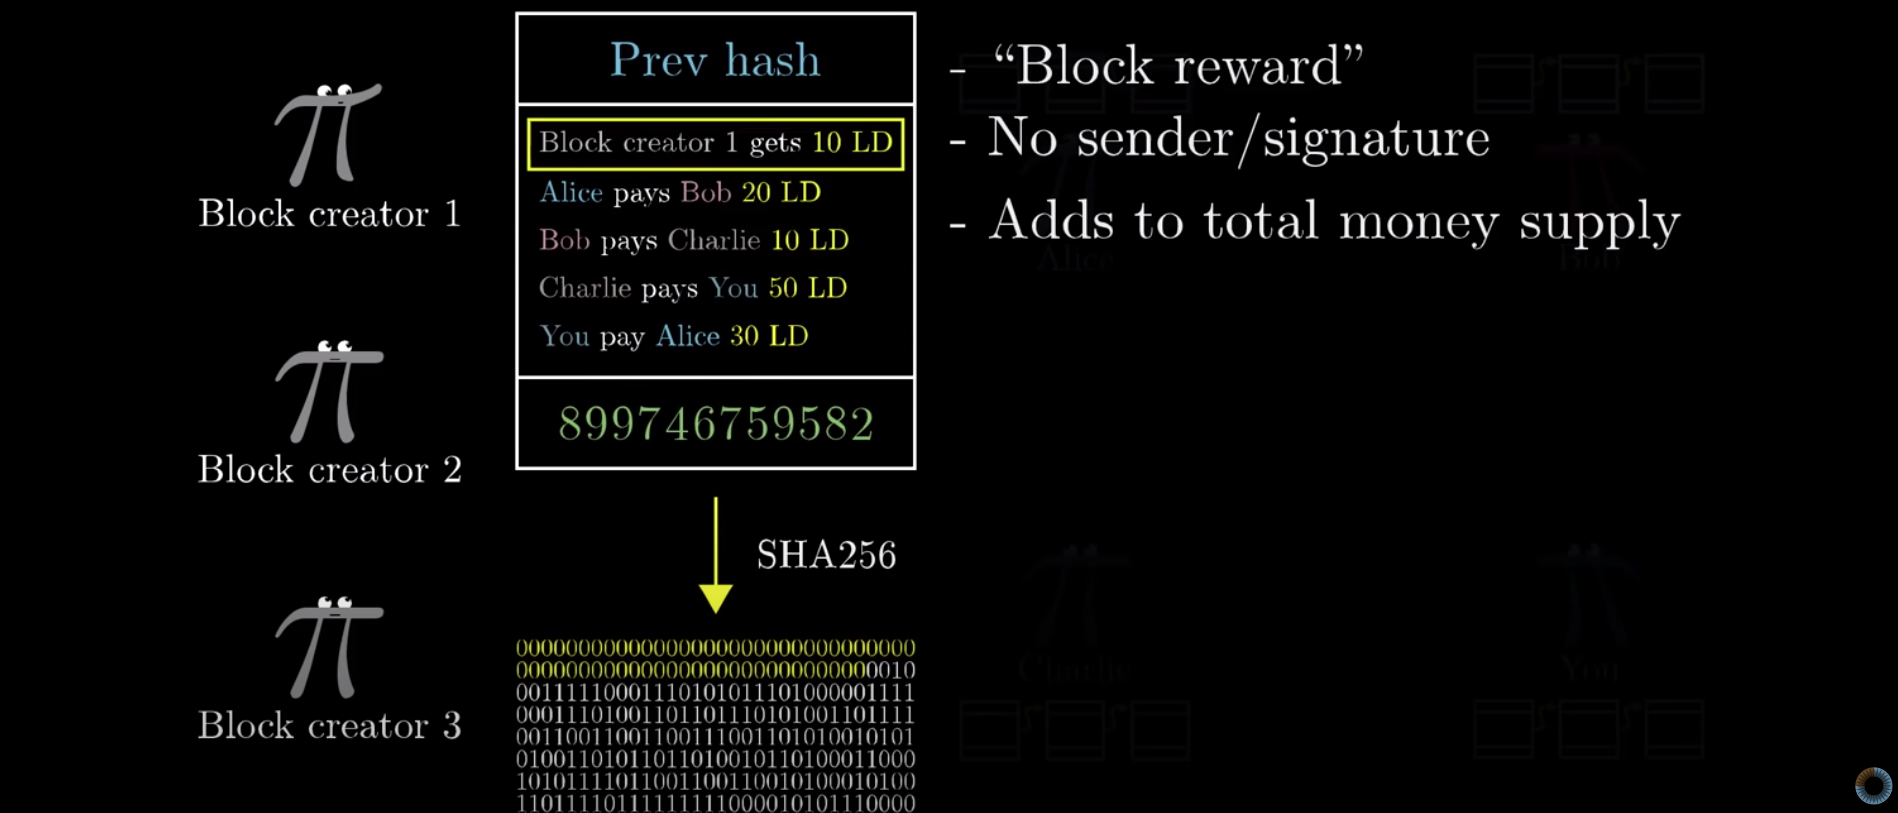 Prev hash
Block creator 1 gets 10 LD
Alice pays Bob 20 LD
Bob pays Charlie 10 LD
Charlie pays You 50 LD
You pay Alice 30 LD
899746759582
SHA256
00000000000000000000000000000000
00000000000000000000000000000010
00111110001110101011101000001111
00011101001101101110101001101111
00110011001100111001101010010101
01001101011011010010110100011000
10101111011001100110010100010100
11011110111111111000010101110000
Block creator 1
Block creator 2
Block creator 3
- “Block reward”
- No sender/signature
- Adds to total money supply
Alice
Bob
Charlie
You